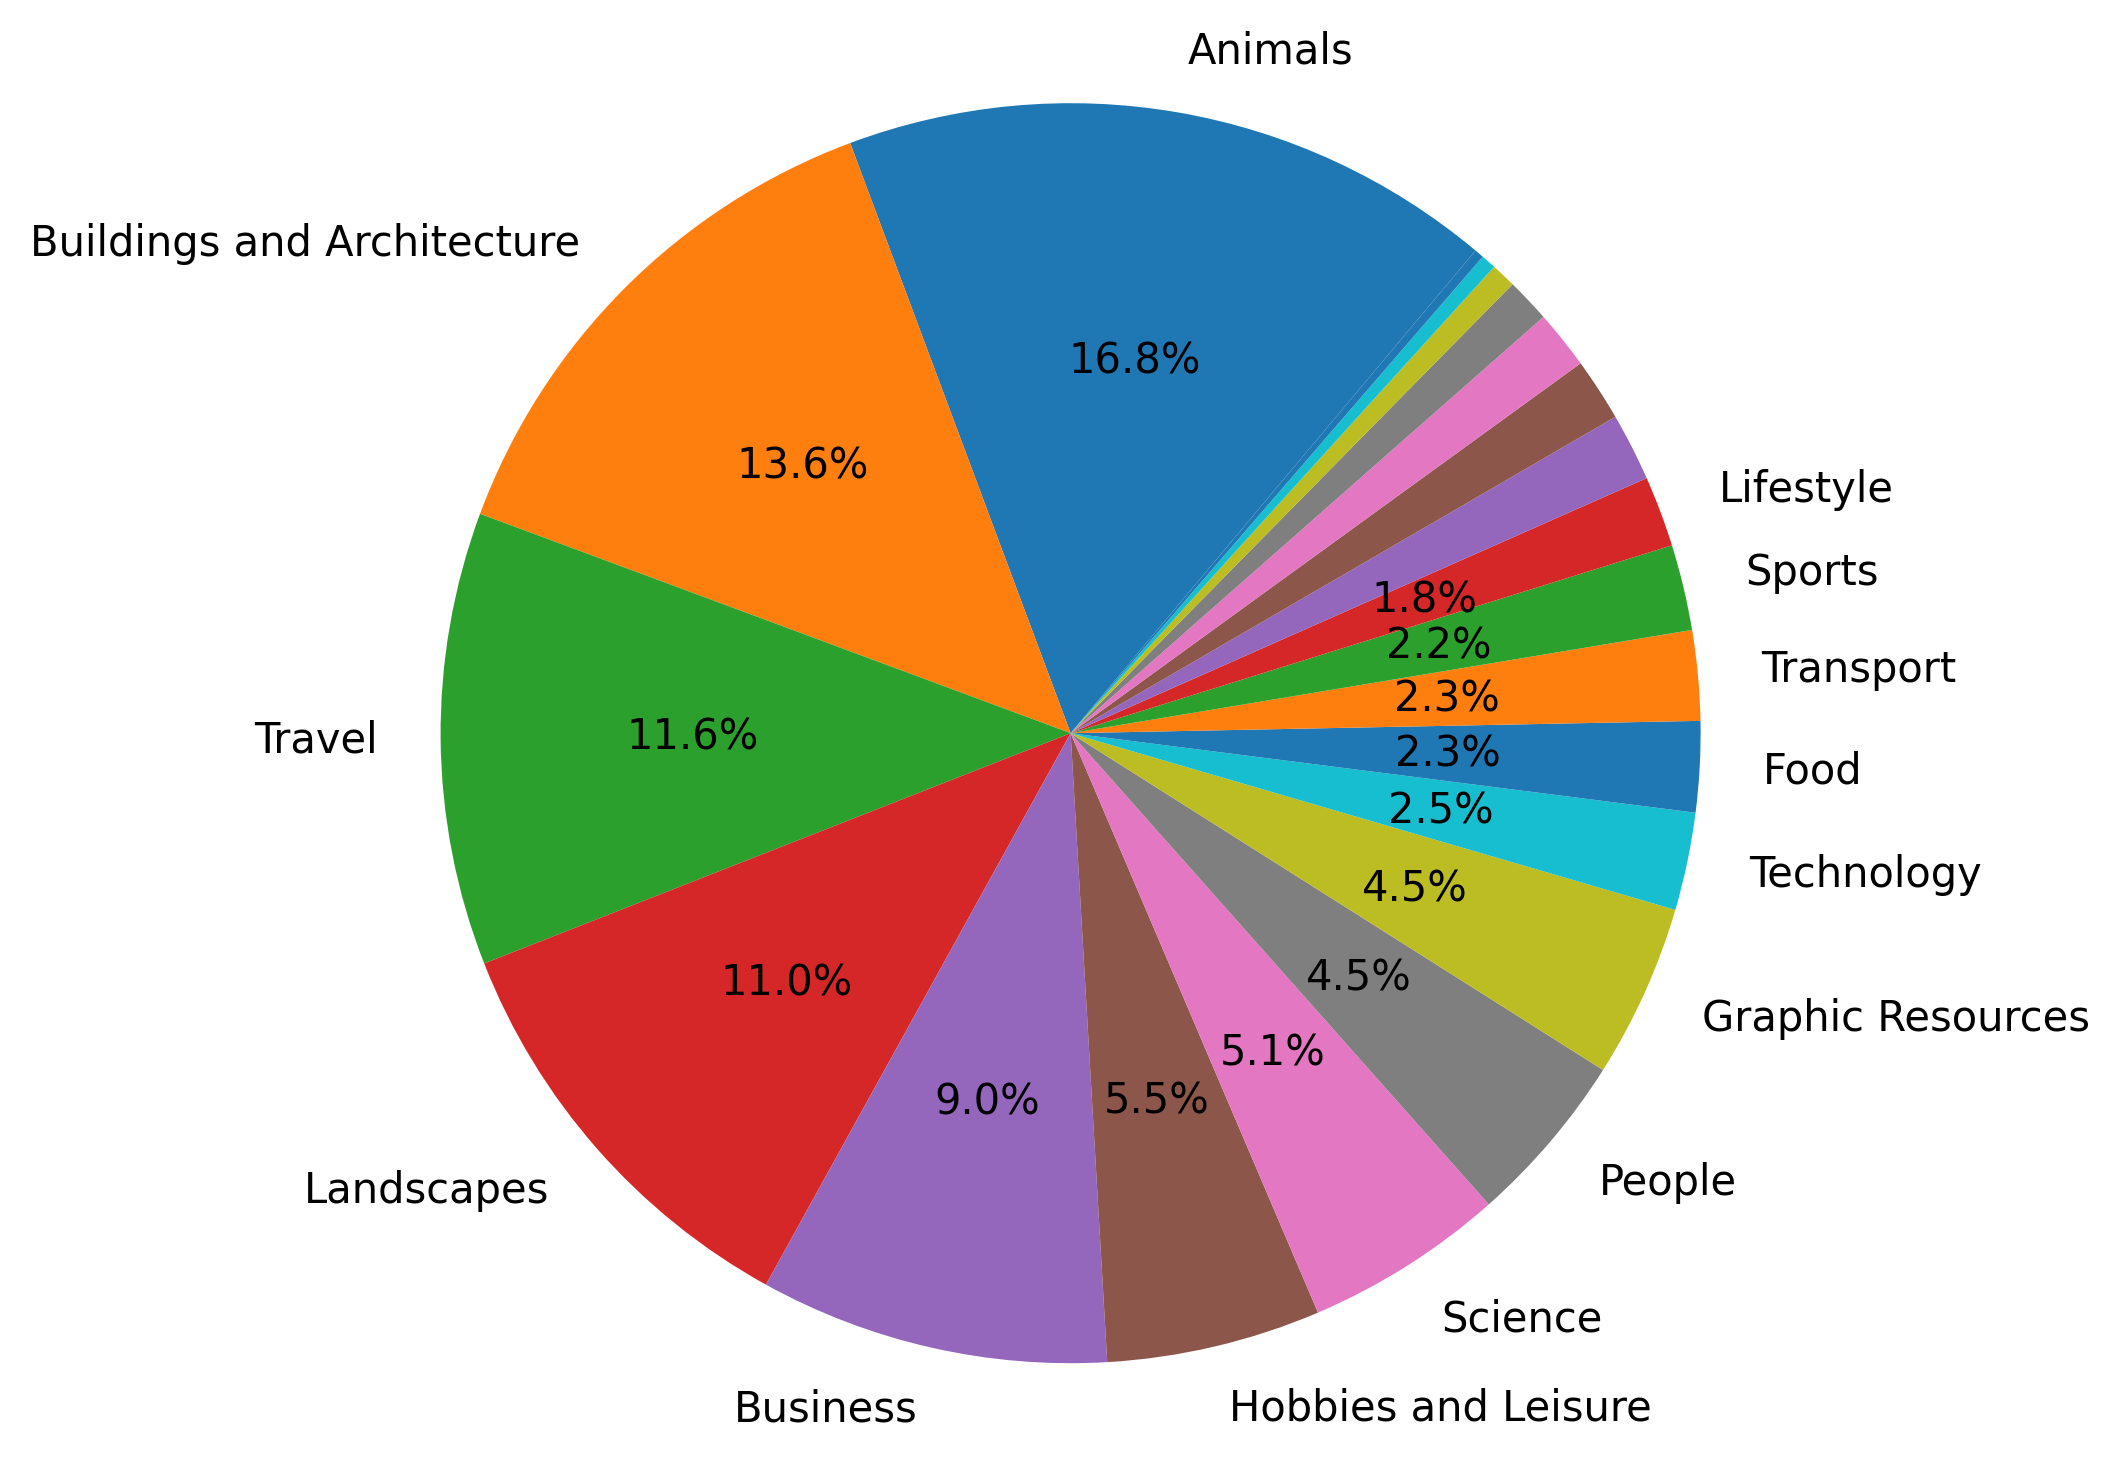 Animals
Buildings and Architecture
16.8%
13.6%
Lifestyle
Sports
1.8%
2.2%
Transport
2.3%
Travel
11.6%
2.3%
Food
2.5%
Technology
4.5%
4.5%
11.0%
Graphic Resources
5.1%
9.0%
5.5%
Landscapes
People
Science
Business
Hobbies and Leisure